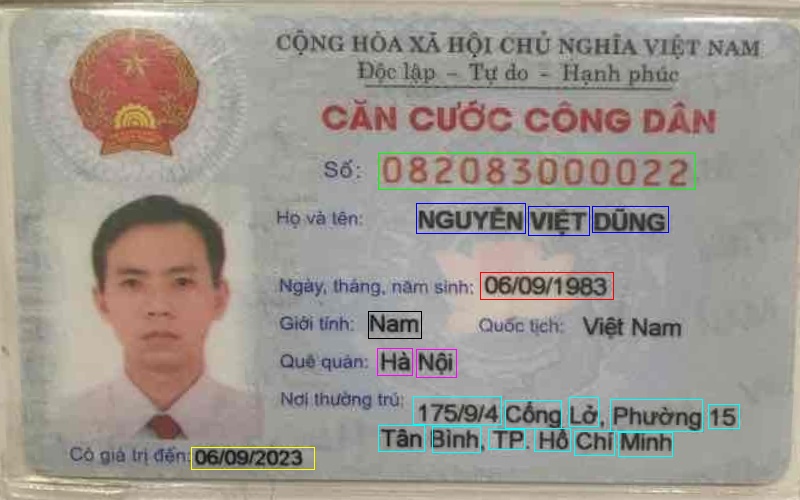 CỘNG HÒA XÃ HỘI CHỦ NGHĨA VIỆT NAM
Độc lập - Tự do - Hạnh phúc
CĂN CƯỚC CÔNG DÂN
Số: 082083000022
Họ và tên: NGUYỄN VIỆT DŨNG
Ngày, tháng, năm sinh: 06/09/1983
Giới tính: Nam Quốc tịch: Việt Nam
Quê quán: Hà Nội
Nơi thường trú: 175/9/4 Cống Lở, Phường 15
Tân Bình, TP. Hồ Chí Minh
Có giá trị đến: 06/09/2023